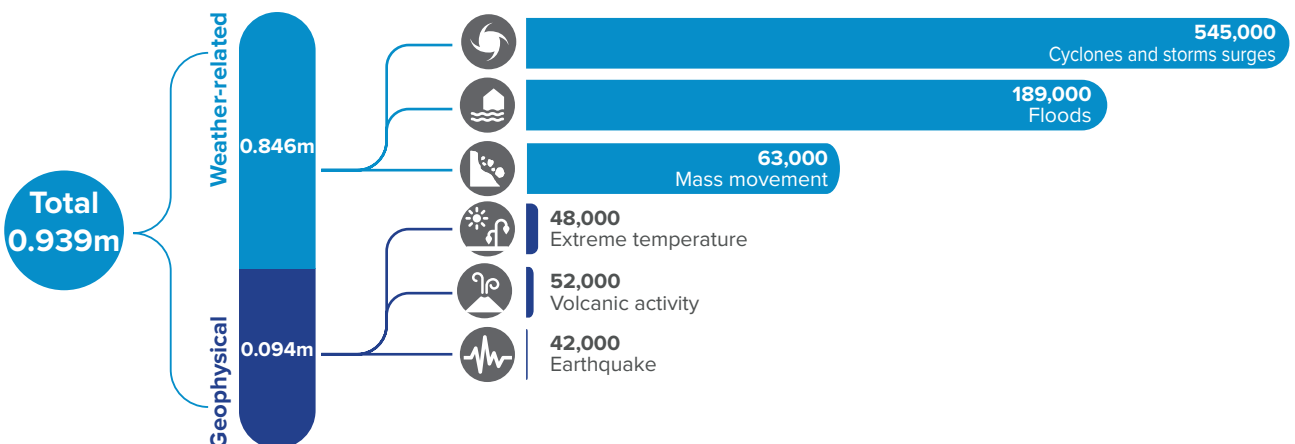 Total
0.939m
Weather-related
0.846m
Geophysical
0.094m
545,000
Cyclones and storms surges
189,000
Floods
63,000
Mass movement
48,000
Extreme temperature
52,000
Volcanic activity
42,000
Earthquake